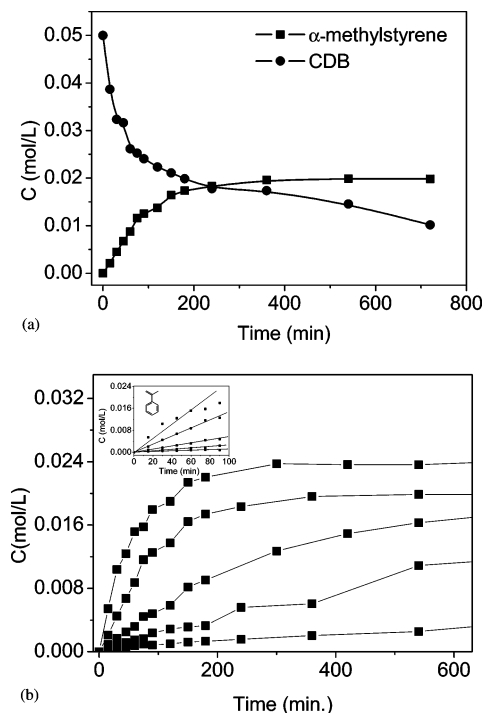 0.05
0.04
0.03
0.02
0.01
0.00
C (mol/L)
α-methylstyrene
CDB
0 200 400 600 800
Time (min)
(a)
0.032
0.024
0.016
0.008
0.000
C(mol/L)
0.024
0.016
0.008
0.000
C (mol/L)
0 20 40 60 80 100
Time (min)
0 200 400 600
Time (min.)
(b)